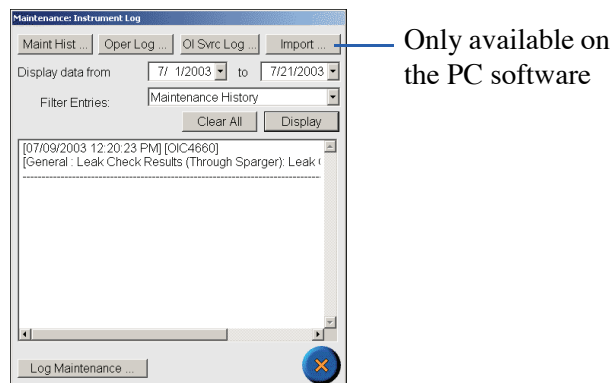 Maintenance: Instrument Log
Maint Hist ... Oper Log ... OI Svrc Log ... Import ...
Only available on
the PC software
Display data from 7/ 1/2003 to 7/21/2003
Filter Entries: Maintenance History
Clear All Display
[07/09/2003 12:20:23 PM] [OIC4660]
[General : Leak Check Results (Through Sparger): Leak
Log Maintenance ...